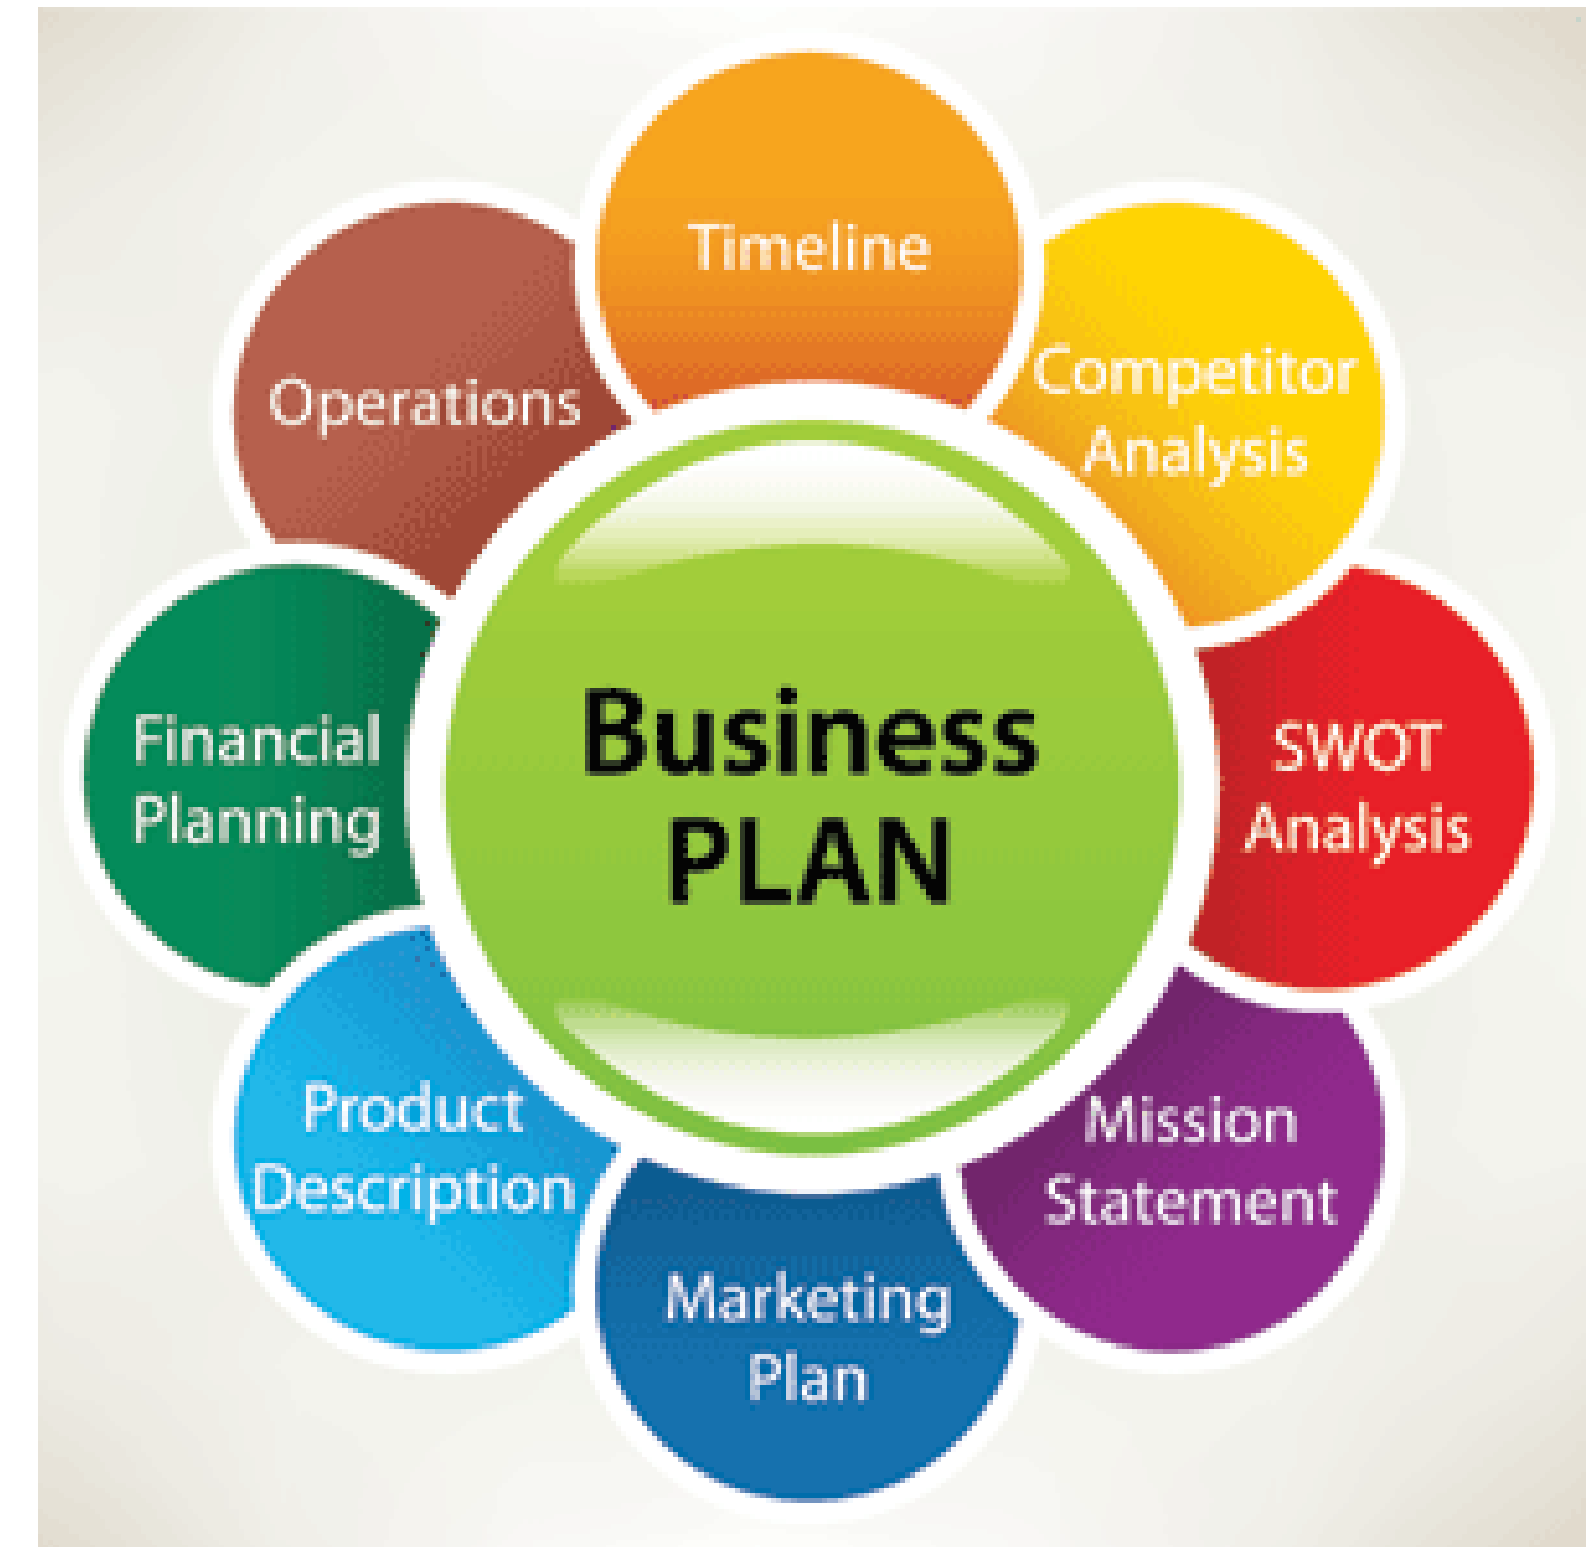 Timeline
Competitor
Analysis
SWOT
Analysis
Mission
Statement
Marketing
Plan
Product
Description
Financial
Planning
Operations
Business
PLAN